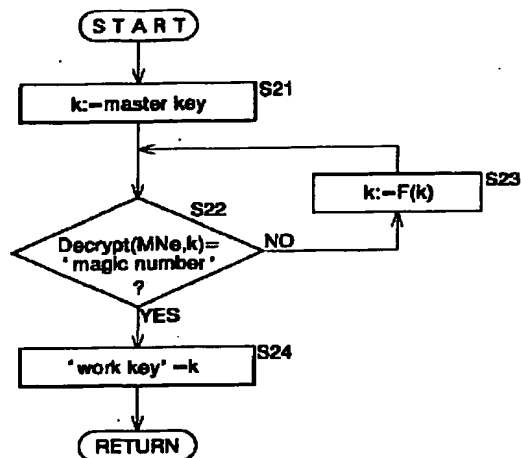 START
S21
k:=master key
S23
k:=F(k)
S22
NO
Decrypt(MNe,k)=
"magic number"
?
YES
S24
"work key"=k
RETURN